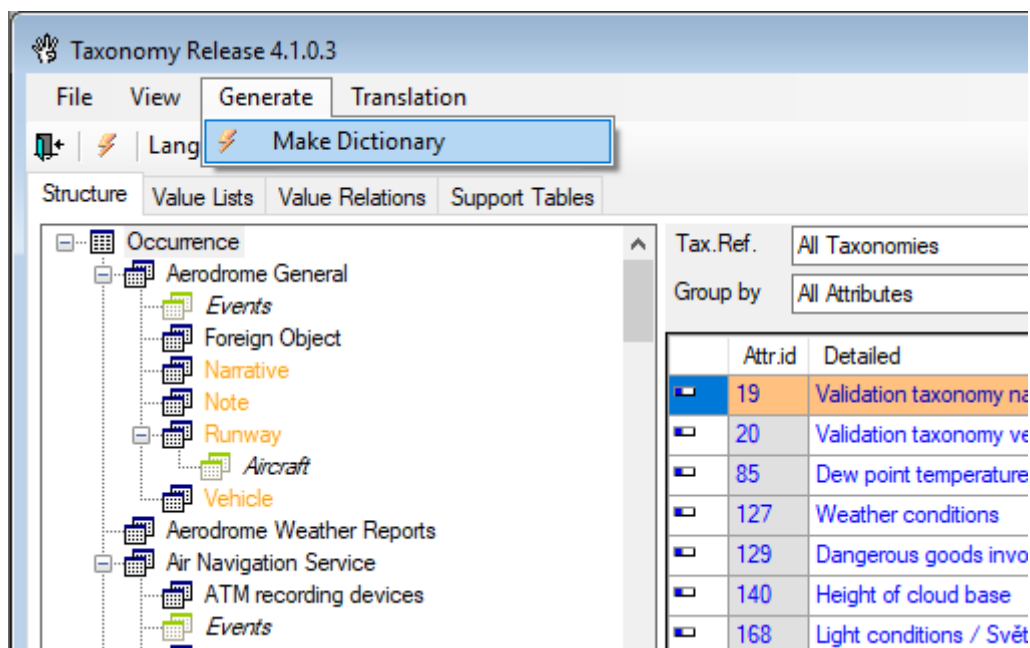 Taxonomy Release 4.1.0.3
File View Generate Translation
Lang
Make Dictionary
Structure Value Lists Value Relations Support Tables
Occurrence
Aerodrome General
Events
Foreign Object
Narrative
Note
Runway
Aircraft
Vehicle
Aerodrome Weather Reports
Air Navigation Service
ATM recording devices
Events
Tax.Ref. All Taxonomies
Group by All Attributes
Attr.id Detailed
19 Validation taxonomy na
20 Validation taxonomy ve
85 Dew point temperature
127 Weather conditions
129 Dangerous goods invo
140 Height of cloud base
168 Light conditions / Svět